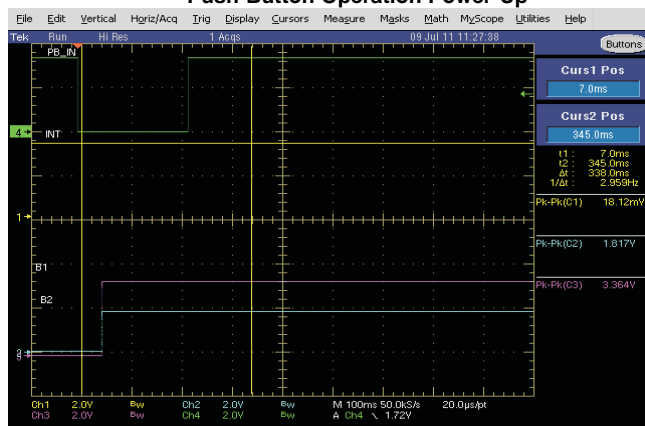 Push-Button Operation Power-Up
File Edit Vertical Horiz/Acq Trig Display Cursors Measure Masks Math MyScope Utilities Help
Tek Run Hi Res 1 Acqs 09 Jul 11 11:27:38
Buttons
PB_IN
Curs1 Pos
7.0ms
Curs2 Pos
345.0ms
4
INT
t1 : 7.0ms
t2 : 345.0ms
Δt : 338.0ms
1/Δt : 2.959Hz
Pk-Pk(C1) 18.12mV
1
Pk-Pk(C2) 1.817V
B1
Pk-Pk(C3) 3.364V
B2
Ch1 2.0V Bw Ch2 2.0V Bw M 100ms 50.0kS/s 20.0µs/pt
Ch3 2.0V Bw Ch4 2.0V Bw A Ch4 \ 1.72V